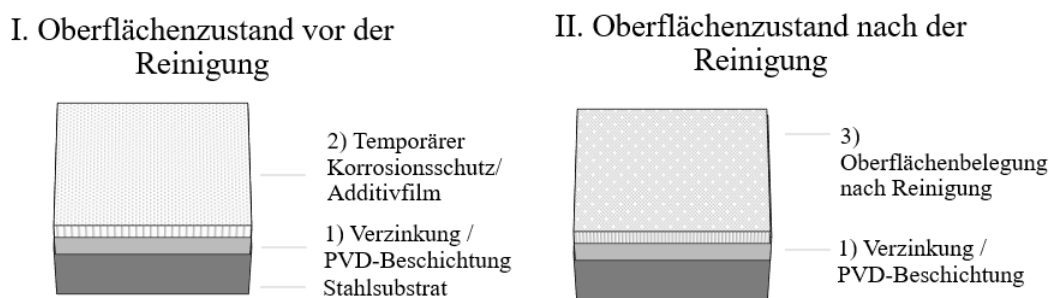 I. Oberflächenzustand vor der
Reinigung
2) Temporärer
Korrosionsschutz/
Additivfilm
1) Verzinkung /
PVD-Beschichtung
Stahlsubstrat
II. Oberflächenzustand nach der
Reinigung
3)
Oberflächenbelegung
nach Reinigung
1) Verzinkung /
PVD-Beschichtung